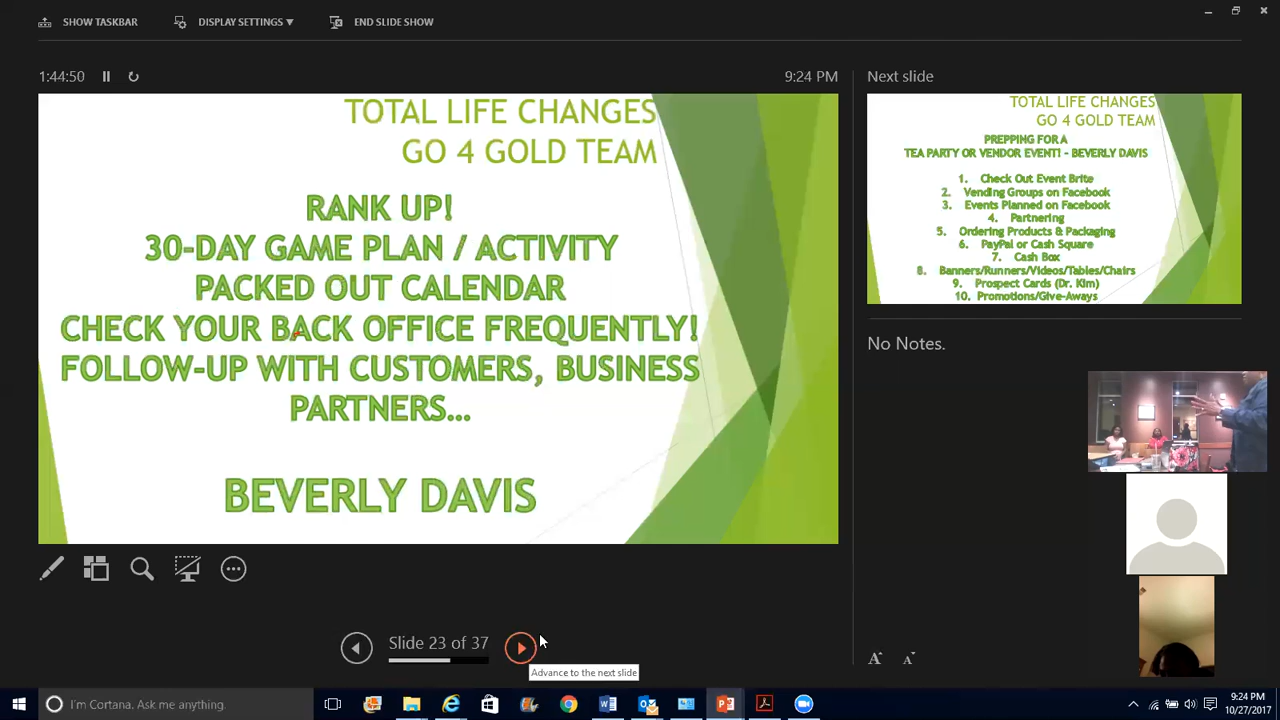 SHOW TASKBAR
DISPLAY SETTINGS ▼
END SLIDE SHOW
1:44:50
9:24 PM
TOTAL LIFE CHANGES
GO 4 GOLD TEAM
RANK UP!
30-DAY GAME PLAN / ACTIVITY
PACKED OUT CALENDAR
CHECK YOUR BACK OFFICE FREQUENTLY!
FOLLOW-UP WITH CUSTOMERS, BUSINESS
PARTNERS...
BEVERLY DAVIS
Next slide
TOTAL LIFE CHANGES
GO 4 GOLD TEAM
PREPPING FOR A
TEA PARTY OR VENDOR EVENT! - BEVERLY DAVIS
1. Check Out Event Brite
2. Vending Groups on Facebook
3. Events Planned on Facebook
4. Partnering
5. Ordering Products & Packaging
6. PayPal or Cash Square
7. Cash Box
8. Banners/Runners/Videos/Tables/Chairs
9. Prospect Cards (Dr. Kim)
10. Promotions/Give-Aways
No Notes.
Slide 23 of 37
Advance to the next slide
A A
I'm Cortana. Ask me anything.
9:24 PM
10/27/2017